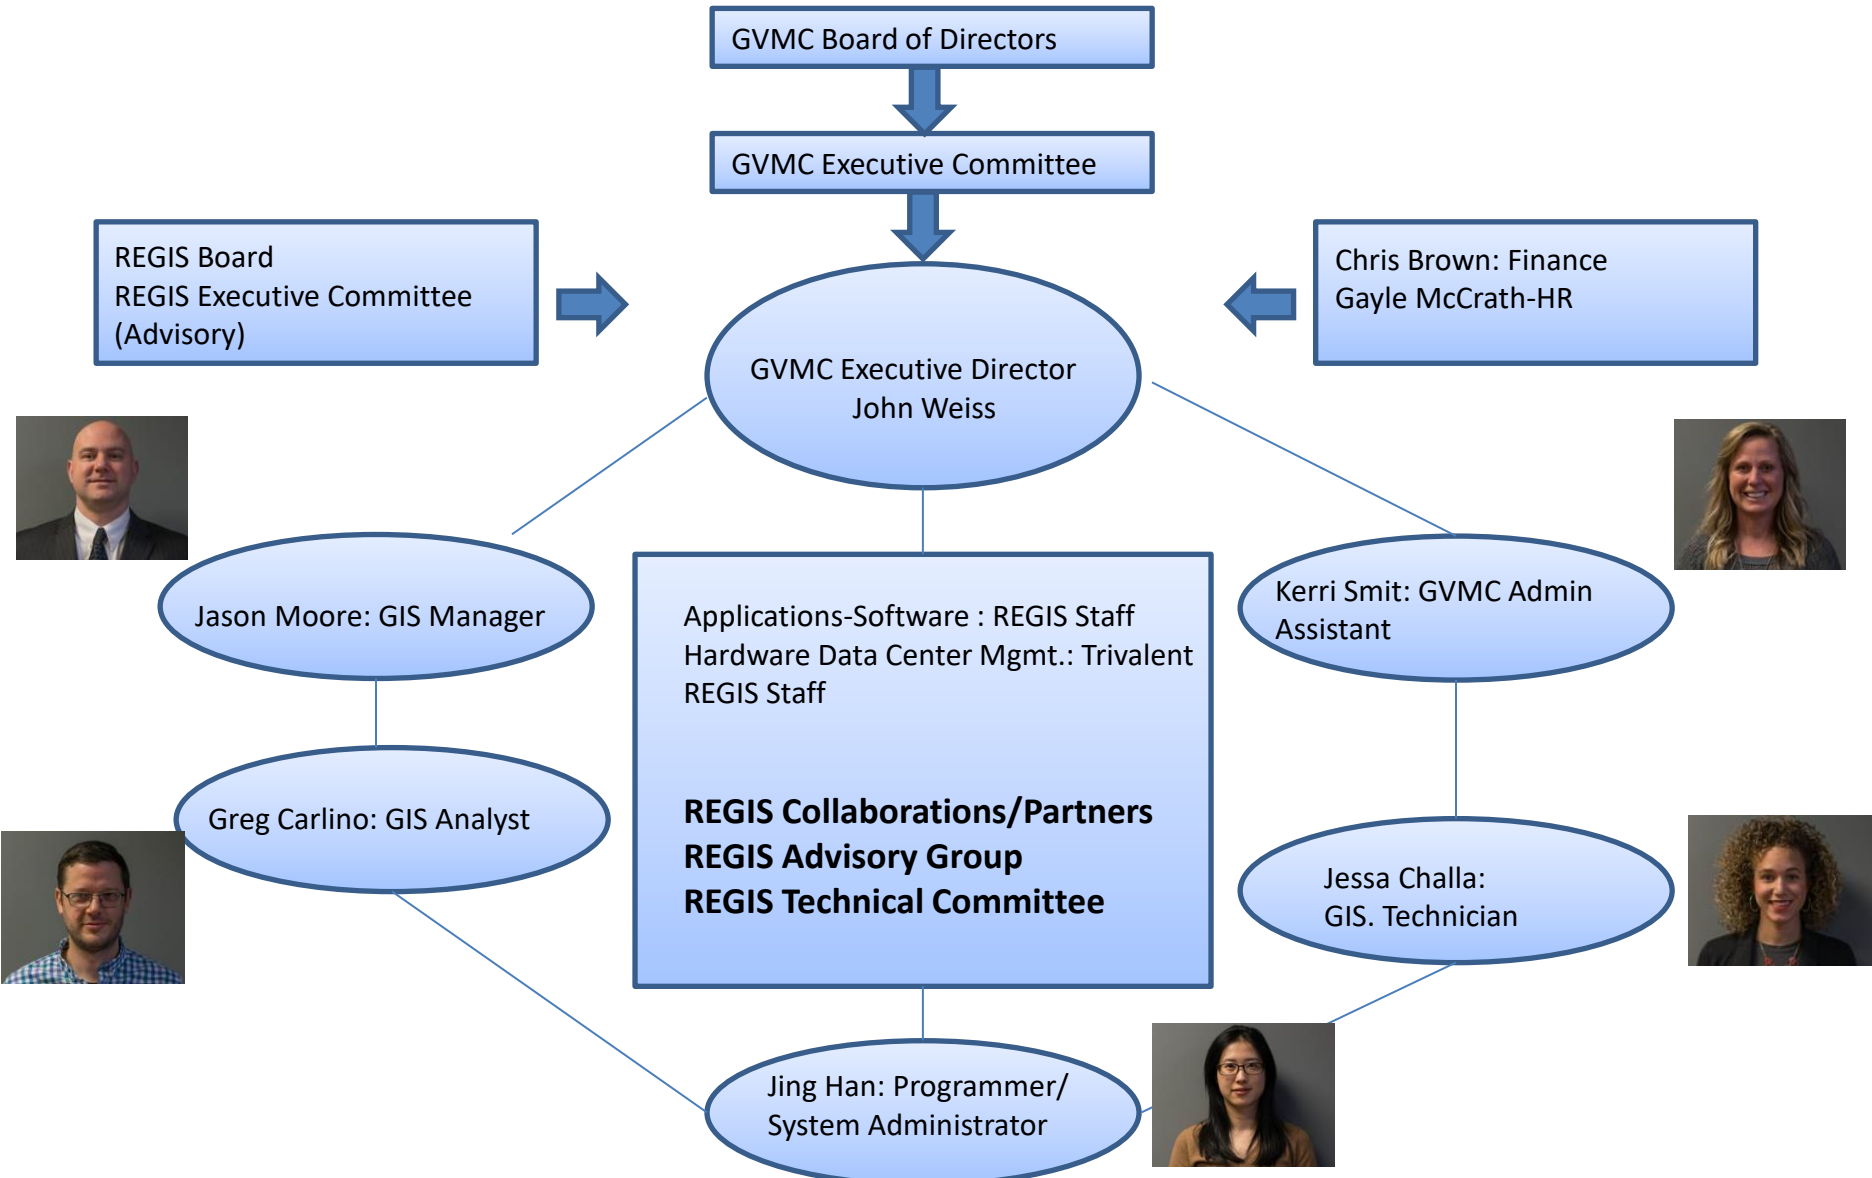 GVMC Board of Directors
GVMC Executive Committee
REGIS Board
REGIS Executive Committee
(Advisory)
Chris Brown: Finance
Gayle McCrath-HR
GVMC Executive Director
John Weiss
Jason Moore: GIS Manager
Applications-Software : REGIS Staff
Hardware Data Center Mgmt.: Trivalent
REGIS Staff
Kerri Smit: GVMC Admin
Assistant
Greg Carlino: GIS Analyst
REGIS Collaborations/Partners
REGIS Advisory Group
REGIS Technical Committee
Jessa Challa:
GIS. Technician
Jing Han: Programmer/
System Administrator